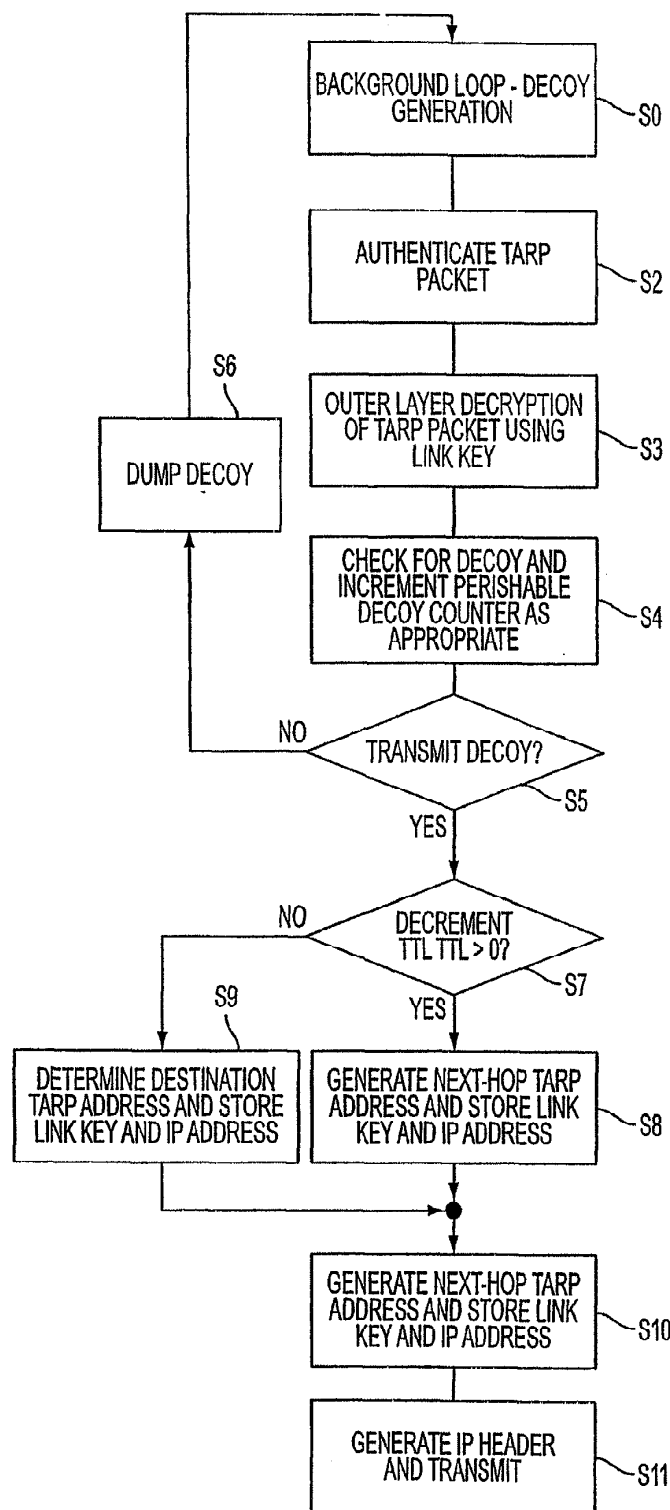 BACKGROUND LOOP - DECOY
GENERATION
S0
AUTHENTICATE TARP
PACKET
S2
S6
OUTER LAYER DECRYPTION
OF TARP PACKET USING
LINK KEY
S3
DUMP DECOY
CHECK FOR DECOY AND
INCREMENT PERISHABLE
DECOY COUNTER AS
APPROPRIATE
S4
NO
TRANSMIT DECOY?
S5
YES
NO
DECREMENT
TTL TTL > 0?
S7
YES
S9
DETERMINE DESTINATION
TARP ADDRESS AND STORE
LINK KEY AND IP ADDRESS
GENERATE NEXT-HOP TARP
ADDRESS AND STORE LINK
KEY AND IP ADDRESS
S8
GENERATE NEXT-HOP TARP
ADDRESS AND STORE LINK
KEY AND IP ADDRESS
S10
GENERATE IP HEADER
AND TRANSMIT
S11